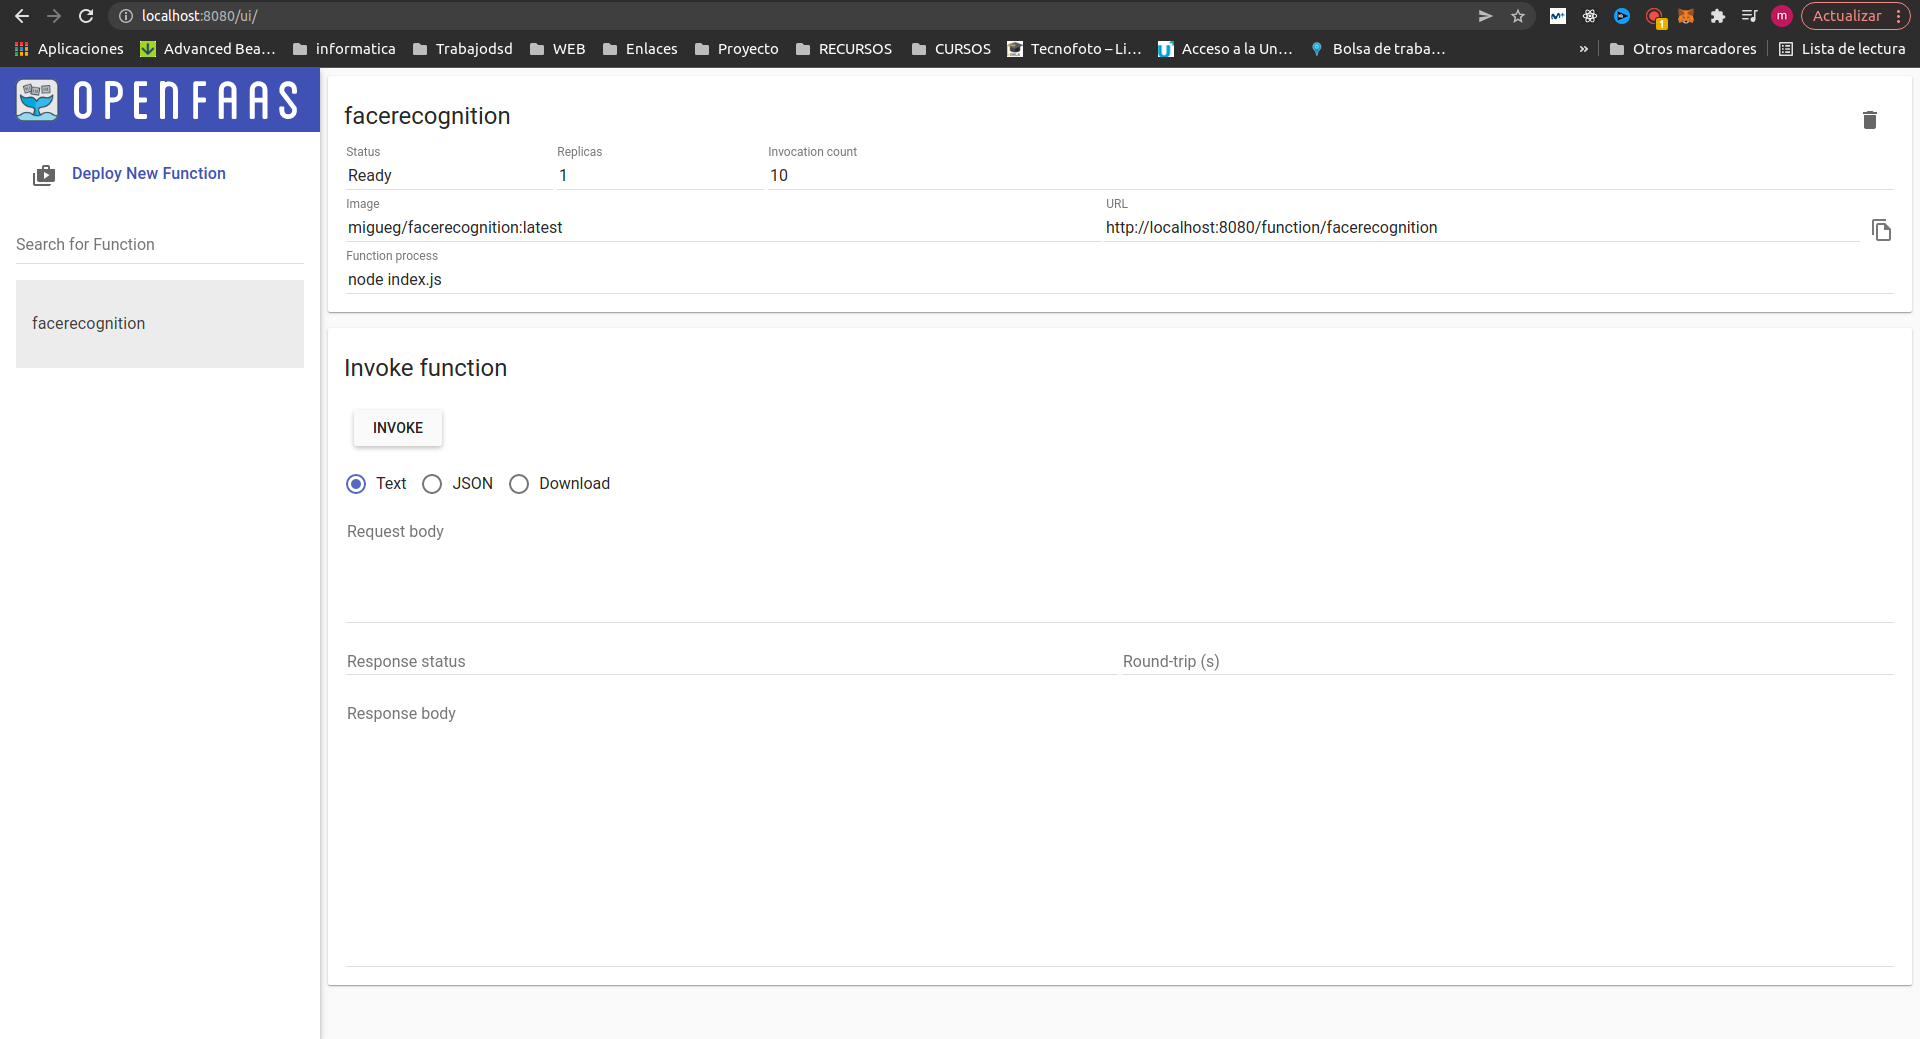 localhost:8080/ui/
1
m
Actualizar
Aplicaciones
Advanced Bea...
informatica
Trabajodsd
WEB
Enlaces
Proyecto
RECURSOS
CURSOS
Tecnofoto – Li...
Acceso a la Un...
Bolsa de traba...
»
Otros marcadores
Lista de lectura
OPENFAAS
Deploy New Function
Search for Function
facerecognition
facerecognition
Status
Replicas
Invocation count
Ready
1
10
Image
URL
migueg/facerecognition:latest
http://localhost:8080/function/facerecognition
Function process
node index.js
Invoke function
INVOKE
Text
JSON
Download
Request body
Response status
Round-trip (s)
Response body